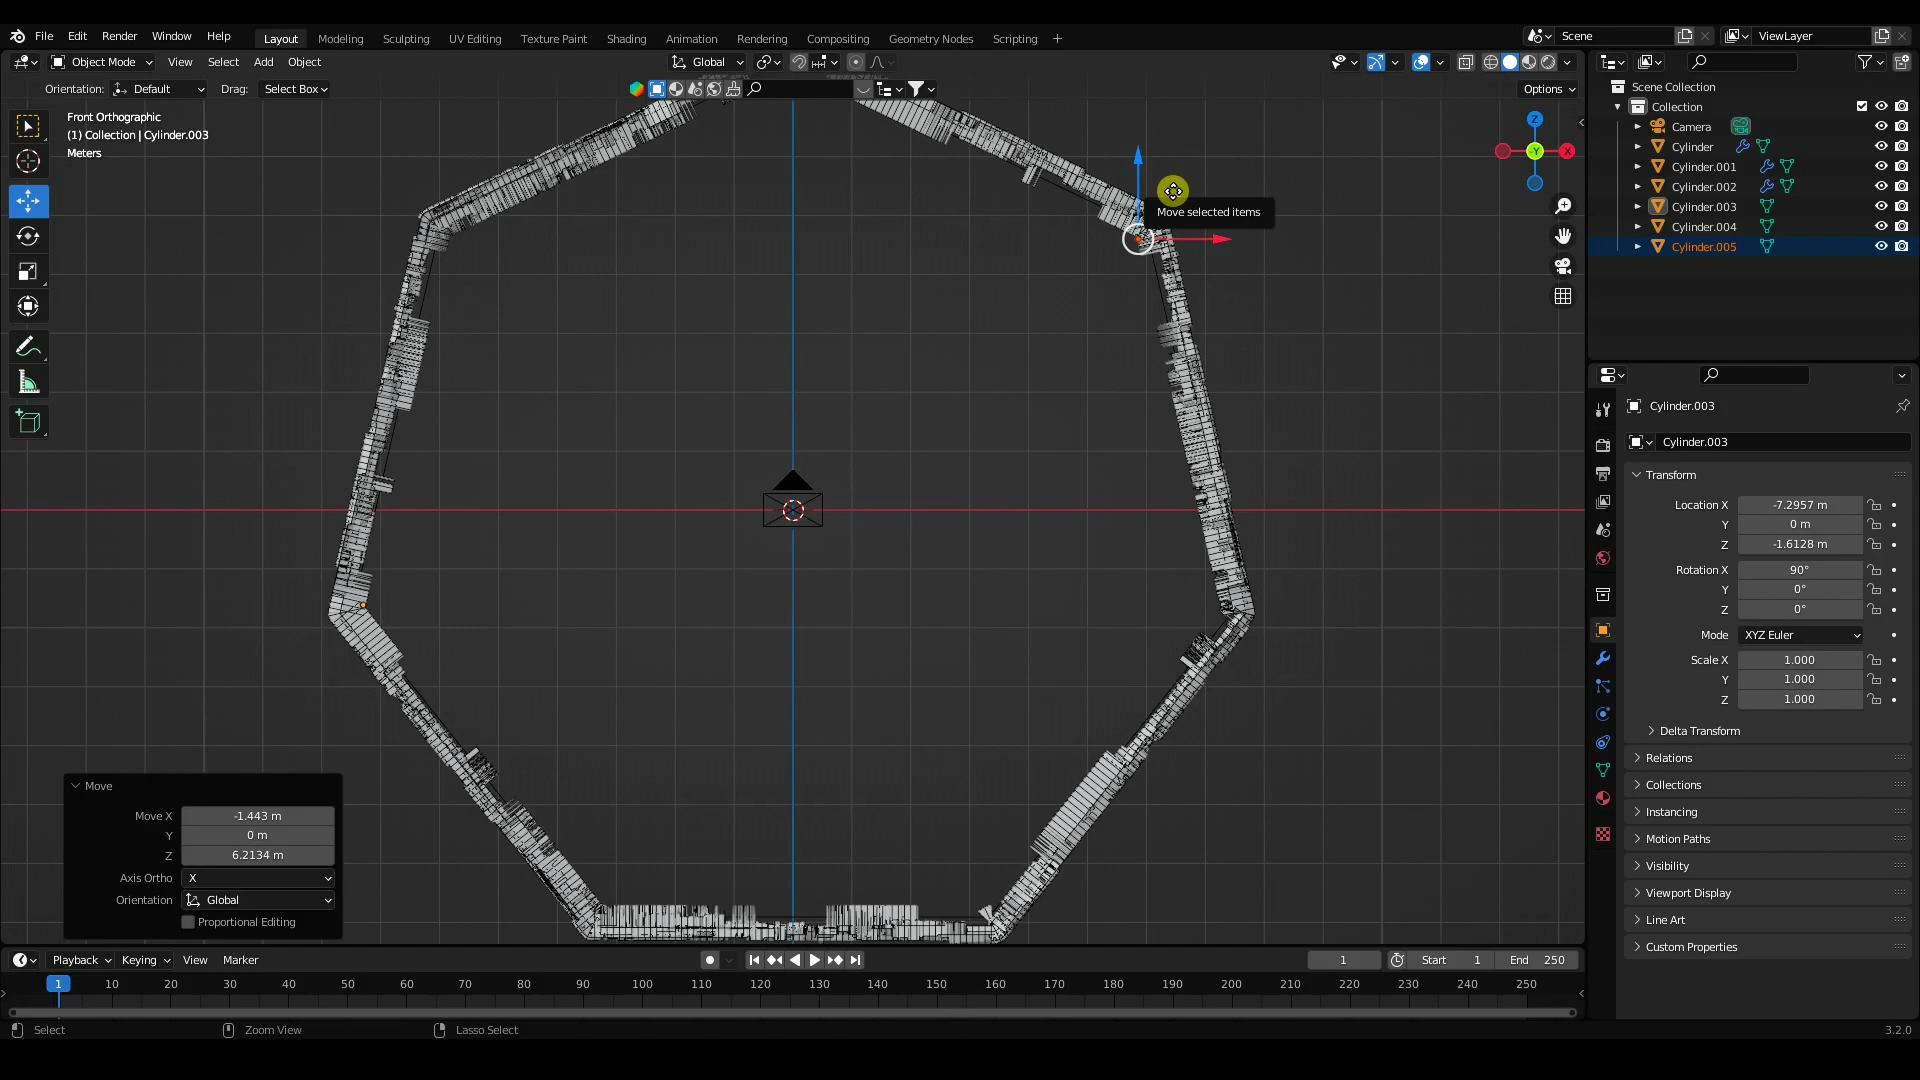 File Edit Render Window Help Layout Modeling Sculpting UV Editing Texture Paint Shading Animation Rendering Compositing Geometry Nodes Scripting + Scene ViewLayer
Object Mode View Select Add Object Global
Orientation: Default Drag: Select Box Options
Front Orthographic
(1) Collection | Cylinder.003
Meters
Z
-Y
X
Move selected items
Scene Collection
Collection
Camera
Cylinder
Cylinder.001
Cylinder.002
Cylinder.003
Cylinder.004
Cylinder.005
Cylinder.003
Cylinder.003
Transform
Location X -7.2957 m
Y 0 m
Z -1.6128 m
Rotation X 90°
Y 0°
Z 0°
Mode XYZ Euler
Scale X 1.000
Y 1.000
Z 1.000
Delta Transform
Relations
Collections
Instancing
Motion Paths
Visibility
Viewport Display
Line Art
Custom Properties
Move
Move X -1.443 m
Y 0 m
Z 6.2134 m
Axis Ortho X
Orientation Global
Proportional Editing
Playback Keying View Marker 1 Start 1 End 250
1 10 20 30 40 50 60 70 80 90 100 110 120 130 140 150 160 170 180 190 200 210 220 230 240 250
Select Zoom View Lasso Select 3.2.0